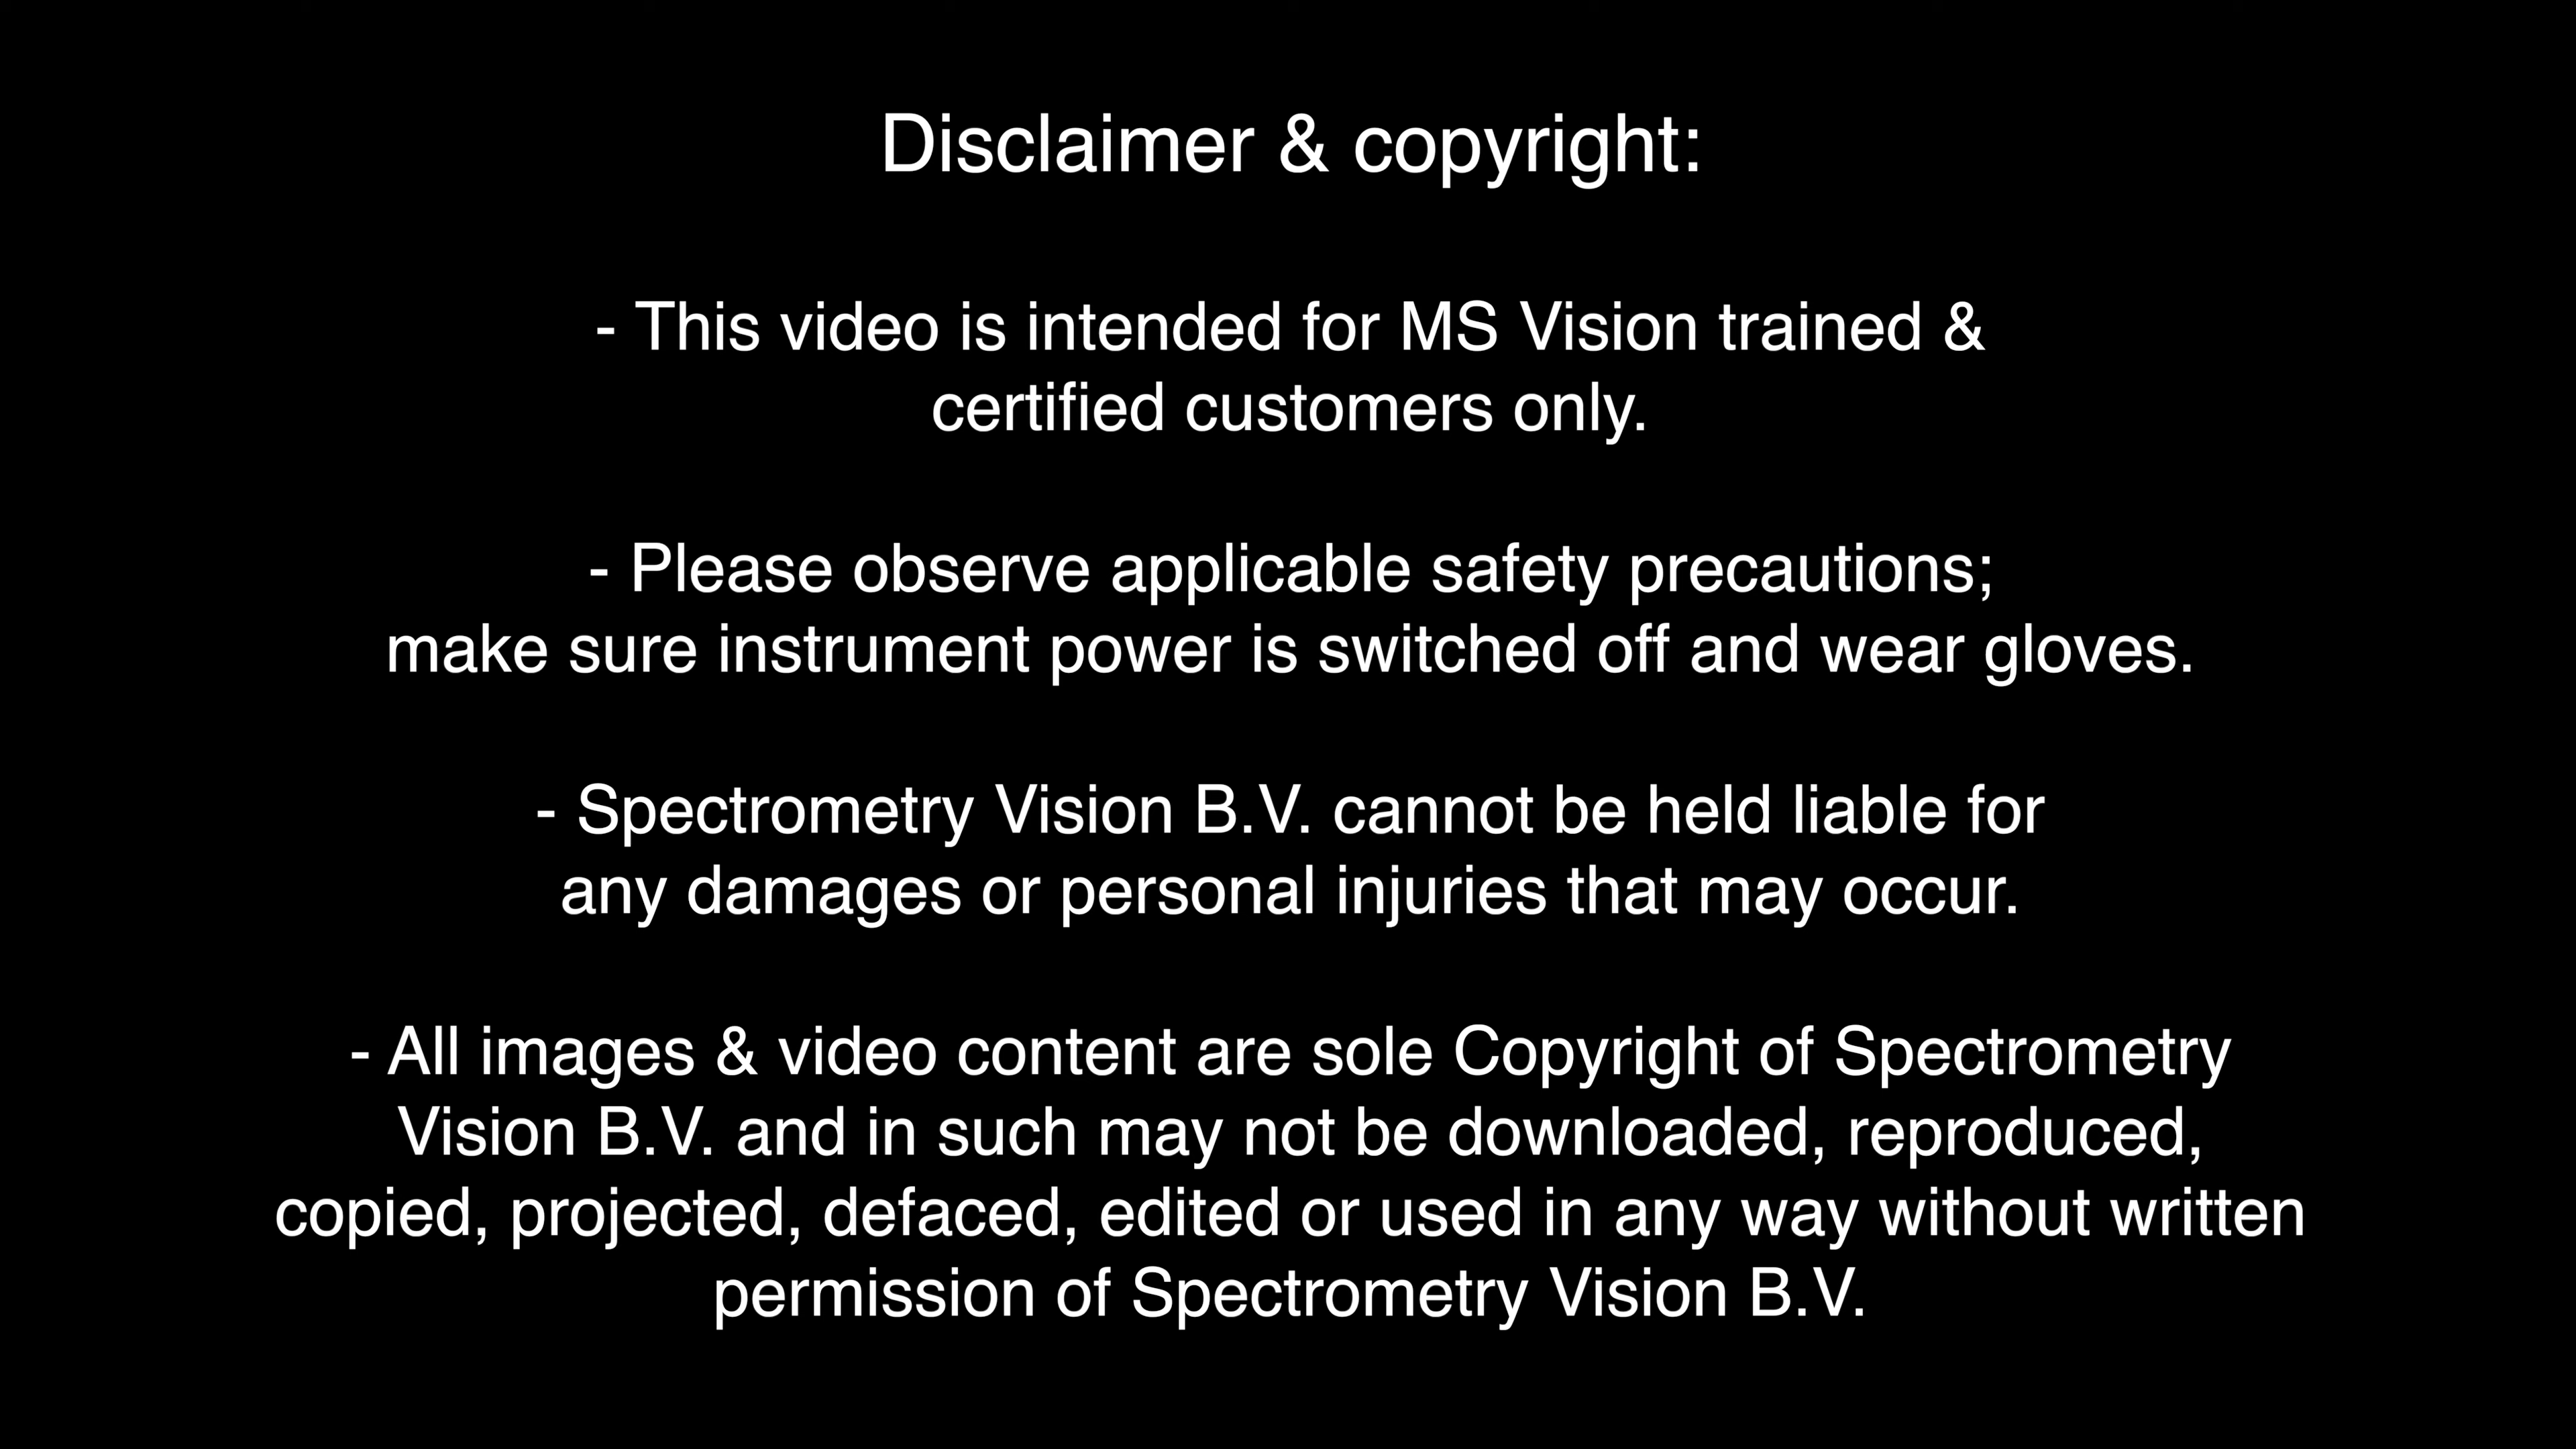 Disclaimer & copyright:
- This video is intended for MS Vision trained &
certified customers only.
- Please observe applicable safety precautions;
make sure instrument power is switched off and wear gloves.
- Spectrometry Vision B.V. cannot be held liable for
any damages or personal injuries that may occur.
- All images & video content are sole Copyright of Spectrometry
Vision B.V. and in such may not be downloaded, reproduced,
copied, projected, defaced, edited or used in any way without written
permission of Spectrometry Vision B.V.